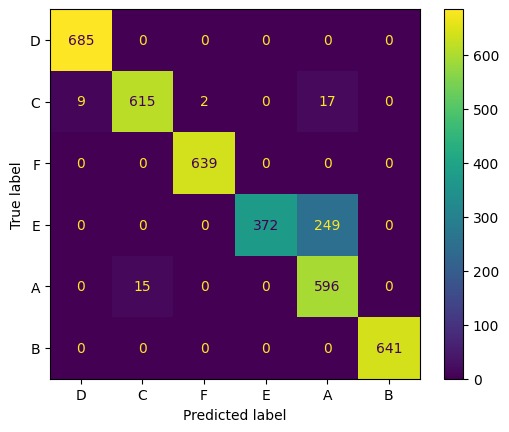 D 685 0 0 0 0 0
C 9 615 2 0 17 0
F 0 0 639 0 0 0
E 0 0 0 372 249 0
A 0 15 0 0 596 0
B 0 0 0 0 0 641
D C F E A B
Predicted label
True label
600
500
400
300
200
100
0